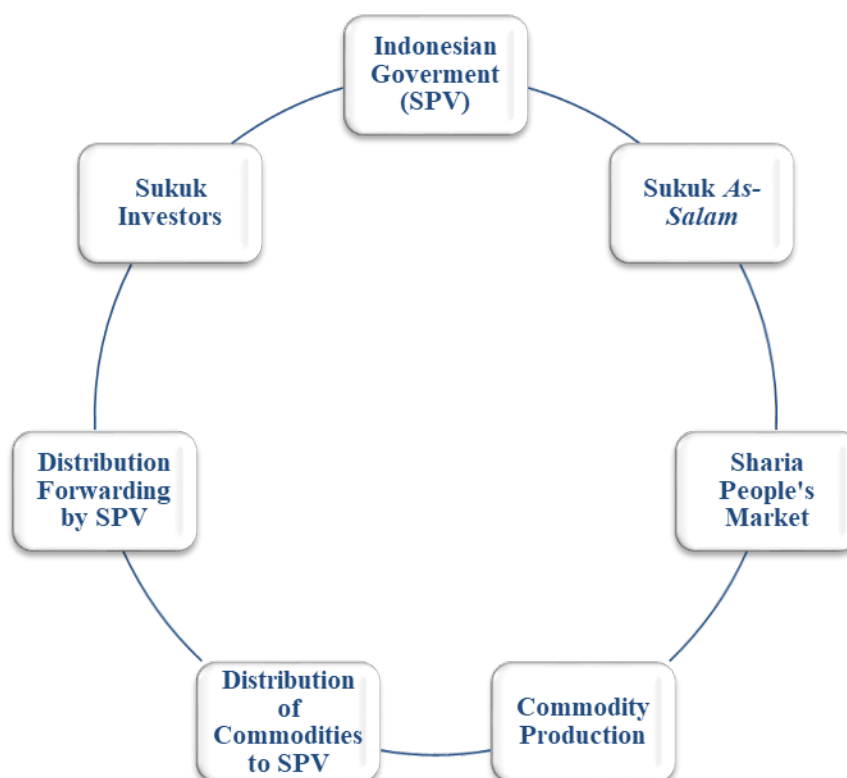 Indonesian
Goverment
(SPV)
Sukuk As-
Salam
Sharia
People's
Market
Commodity
Production
Distribution
of
Commodities
to SPV
Distribution
Forwarding
by SPV
Sukuk
Investors